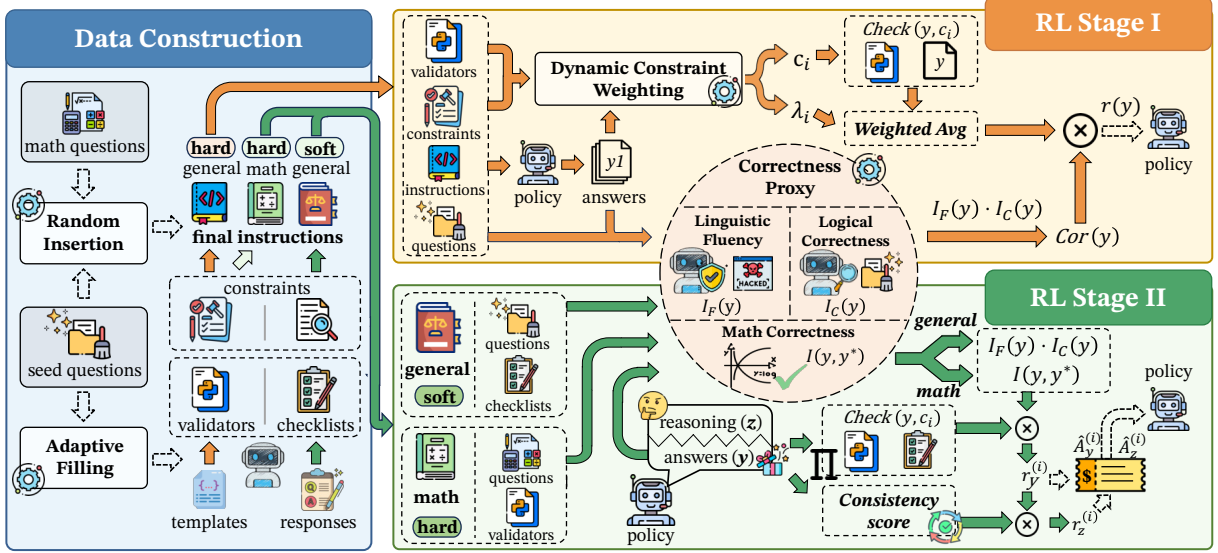 Data Construction
math questions
Random
Insertion
seed questions
Adaptive
Filling
hard
hard
soft
general
math
general
final instructions
constraints
validators
checklists
templates
responses
RL Stage I
validators
constraints
instructions
questions
policy
y1
answers
Dynamic Constraint
Weighting
c_i
λ_i
Check(y, c_i)
y
Weighted Avg
r(y)
policy
I_F(y) · I_C(y)
Cor(y)
Correctness
Proxy
Linguistic
Fluency
HACKED
I_F(y)
Logical
Correctness
I_C(y)
Math Correctness
y
x
y=log
I(y, y*)
RL Stage II
general
soft
questions
checklists
math
hard
questions
validators
reasoning (z)
answers (y)
policy
general
math
I_F(y) · I_C(y)
I(y, y*)
Check(y, c_i)
Consistency
score
r_y^(i)
r_z^(i)
Â_y^(i)
Â_z^(i)
$
policy